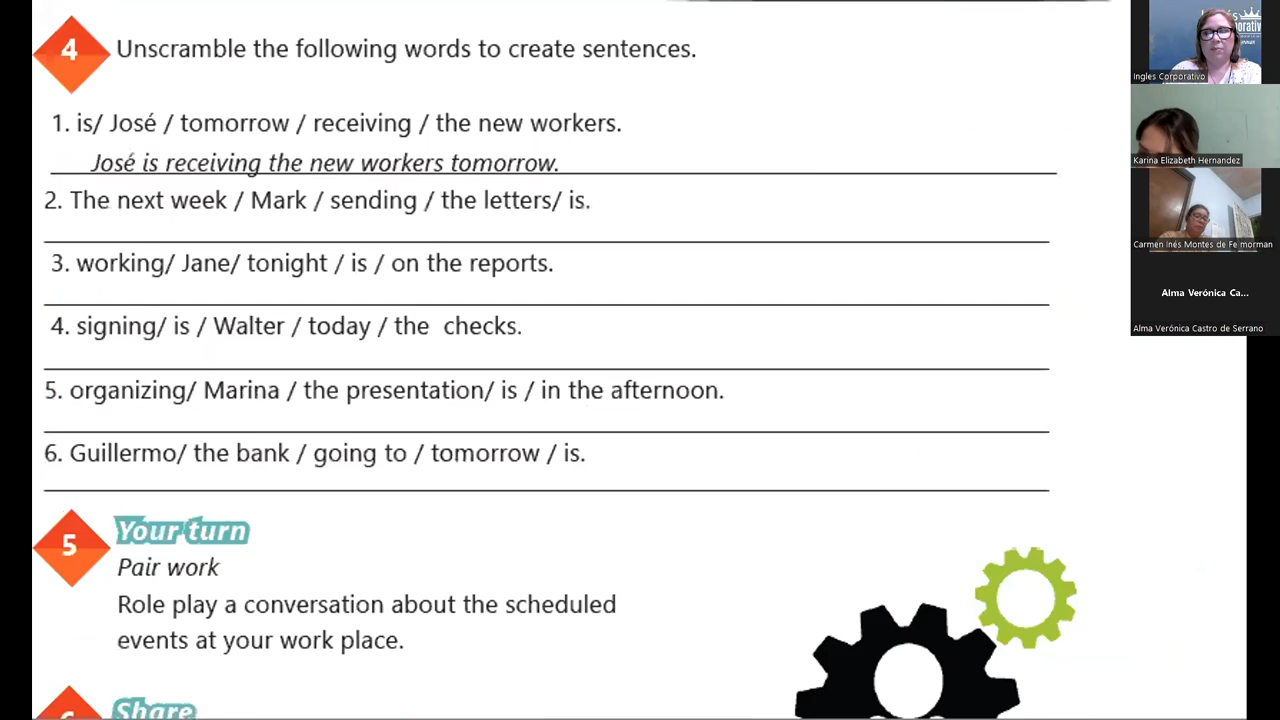 4 Unscramble the following words to create sentences.
1. is/ José / tomorrow / receiving / the new workers.
José is receiving the new workers tomorrow.
2. The next week / Mark / sending / the letters/ is.
3. working/ Jane/ tonight / is / on the reports.
4. signing/ is / Walter / today / the checks.
5. organizing/ Marina / the presentation/ is / in the afternoon.
6. Guillermo/ the bank / going to / tomorrow / is.
5 Your turn
Pair work
Role play a conversation about the scheduled
events at your work place.
Share
Ingles Corporativo
Karina Elizabeth Hernandez
Carmen Inés Montes de Fe morman
Alma Verónica Ca...
Alma Verónica Castro de Serrano